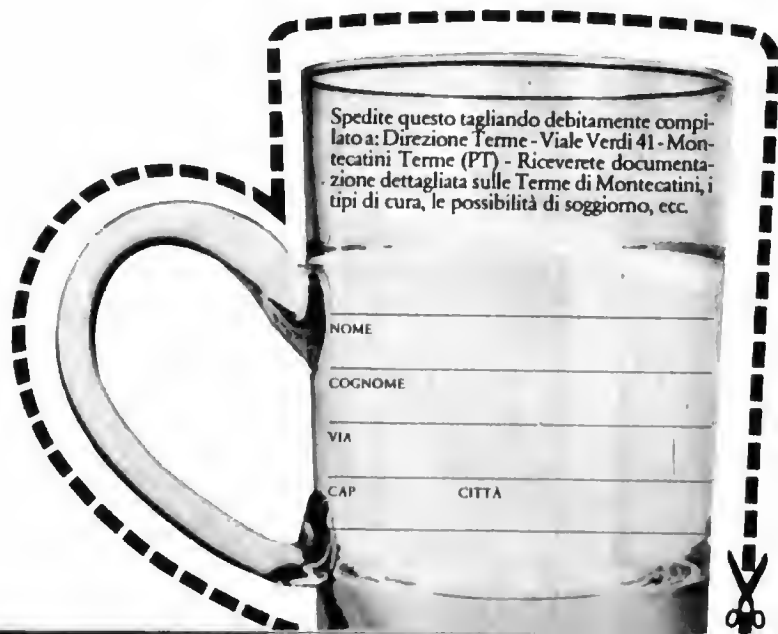 Spedite questo tagliando debitamente compi-
lato a: Direzione Terme - Viale Verdi 41 - Mon-
tecatini Terme (PT) - Riceverete documenta-
zione dettagliata sulle Terme di Montecatini, i
tipi di cura, le possibilità di soggiorno, ecc.
NOME
COGNOME
VIA
CAP CITTÀ